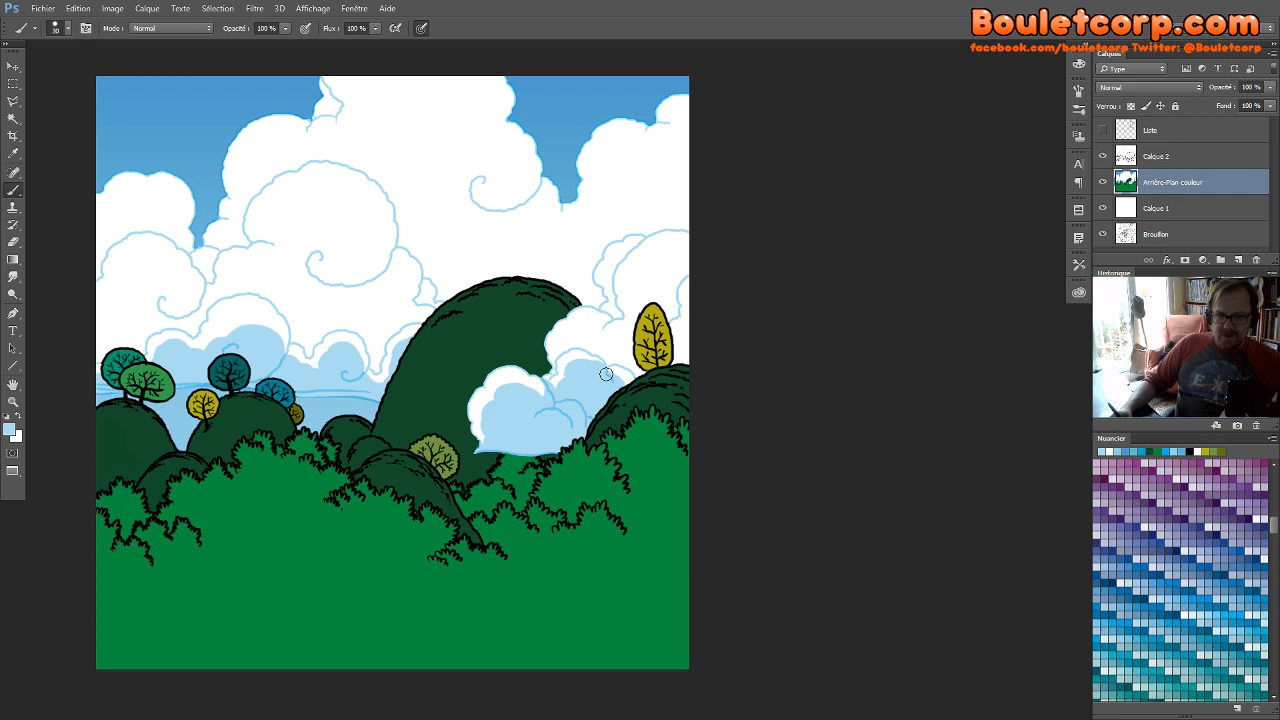 Ps Fichier Edition Image Calque Texte Sélection Filtre 3D Affichage Fenêtre Aide
30 Mode : Normal Opacité : 100 % Flux : 100 %
Bouletcorp.com
facebook.com/bouletcorp Twitter: @Bouletcorp
Calques
Type
Normal Opacité : 100 %
Verrou : Fond : 100 %
Liste
Calque 2
Arrière-Plan couleur
Calque 1
Brouillon
Historique
Nuancier